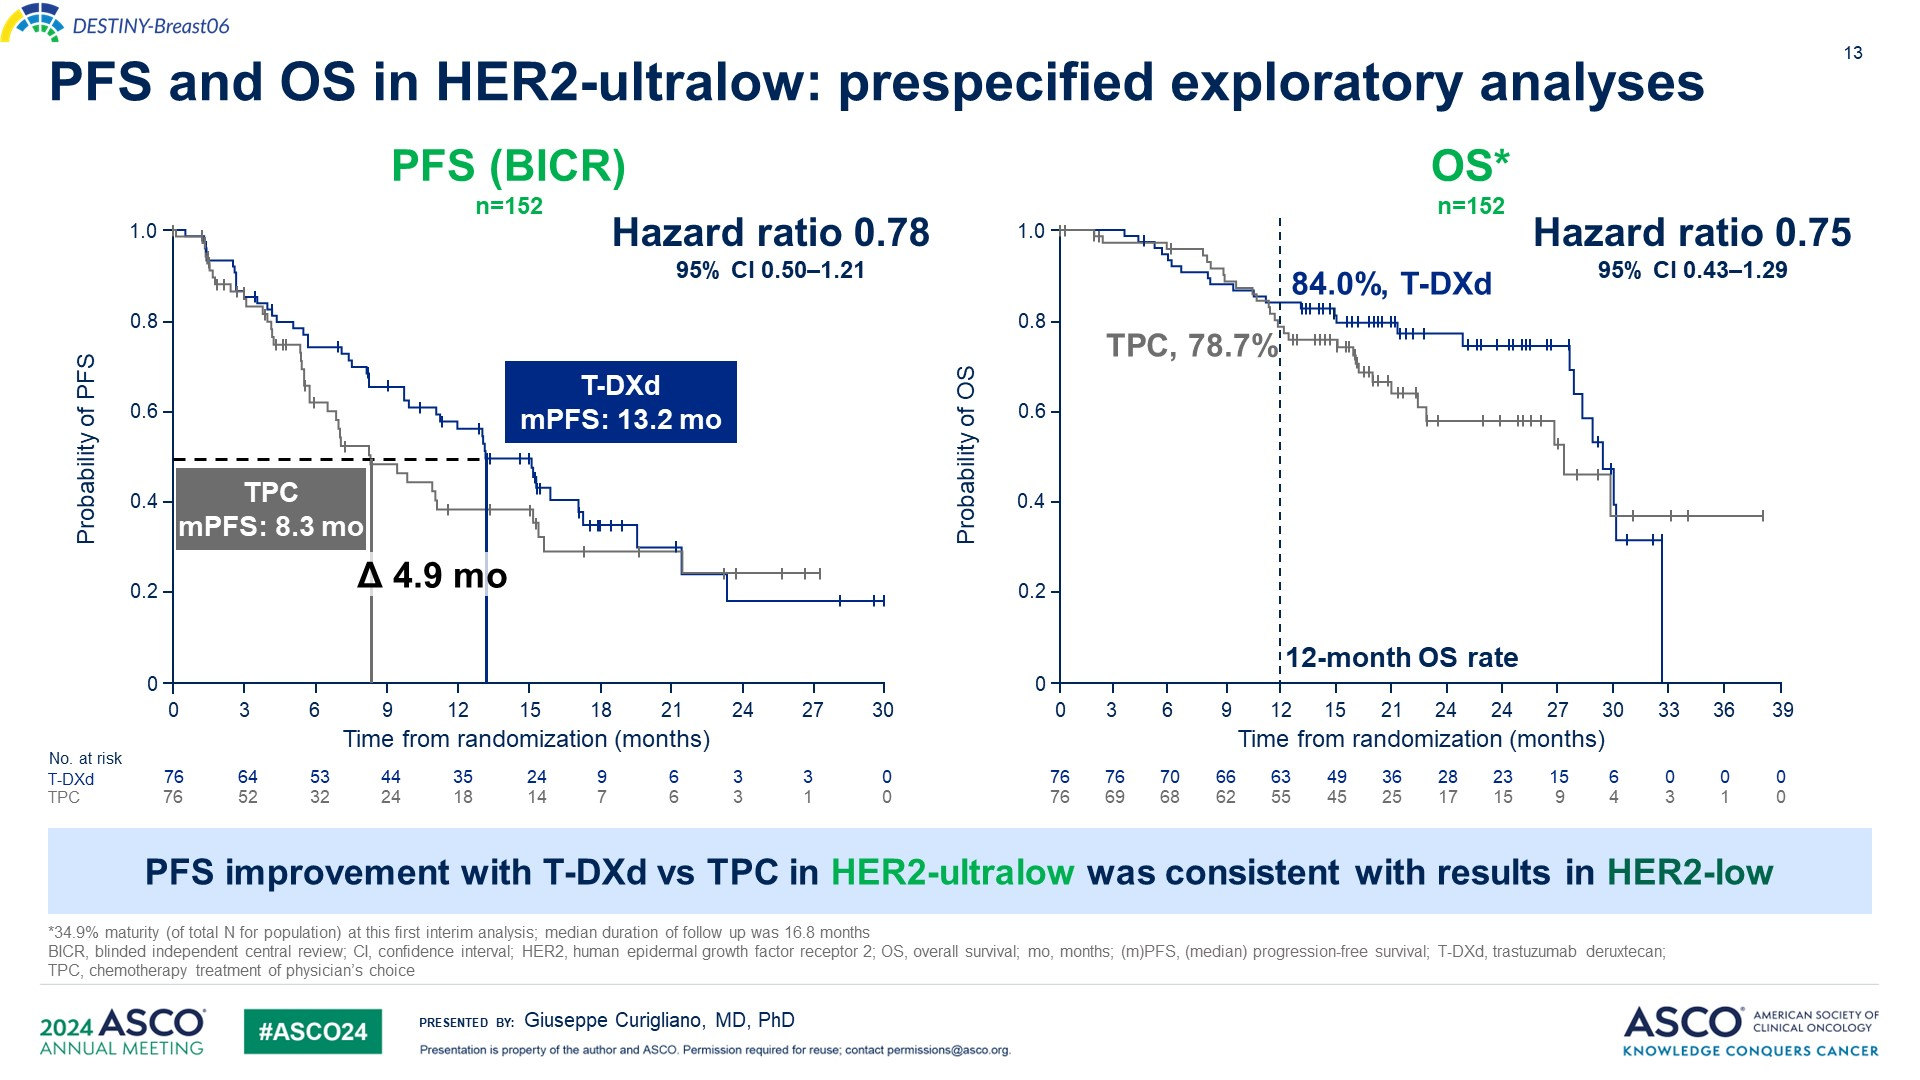 DESTINY-Breast06
13
PFS and OS in HER2-ultralow: prespecified exploratory analyses
PFS (BICR)
n=152
Hazard ratio 0.78
95% CI 0.50–1.21
1.0
0.8
0.6
0.4
0.2
0
Probability of PFS
T-DXd
mPFS: 13.2 mo
TPC
mPFS: 8.3 mo
Δ 4.9 mo
0 3 6 9 12 15 18 21 24 27 30
Time from randomization (months)
OS*
n=152
Hazard ratio 0.75
95% CI 0.43–1.29
1.0
0.8
0.6
0.4
0.2
0
Probability of OS
84.0%, T-DXd
TPC, 78.7%
12-month OS rate
0 3 6 9 12 15 21 24 24 27 30 33 36 39
Time from randomization (months)
No. at risk
T-DXd 76 64 53 44 35 24 9 6 3 3 0
TPC 76 52 32 24 18 14 7 6 3 1 0
76 76 70 66 63 49 36 28 23 15 6 0 0 0
76 69 68 62 55 45 25 17 15 9 4 3 1 0
PFS improvement with T-DXd vs TPC in HER2-ultralow was consistent with results in HER2-low
*34.9% maturity (of total N for population) at this first interim analysis; median duration of follow up was 16.8 months
BICR, blinded independent central review; CI, confidence interval; HER2, human epidermal growth factor receptor 2; OS, overall survival; mo, months; (m)PFS, (median) progression-free survival; T-DXd, trastuzumab deruxtecan;
TPC, chemotherapy treatment of physician's choice
2024 ASCO®
ANNUAL MEETING
#ASCO24
PRESENTED BY: Giuseppe Curigliano, MD, PhD
Presentation is property of the author and ASCO. Permission required for reuse; contact permissions@asco.org.
ASCO® AMERICAN SOCIETY OF
CLINICAL ONCOLOGY
KNOWLEDGE CONQUERS CANCER